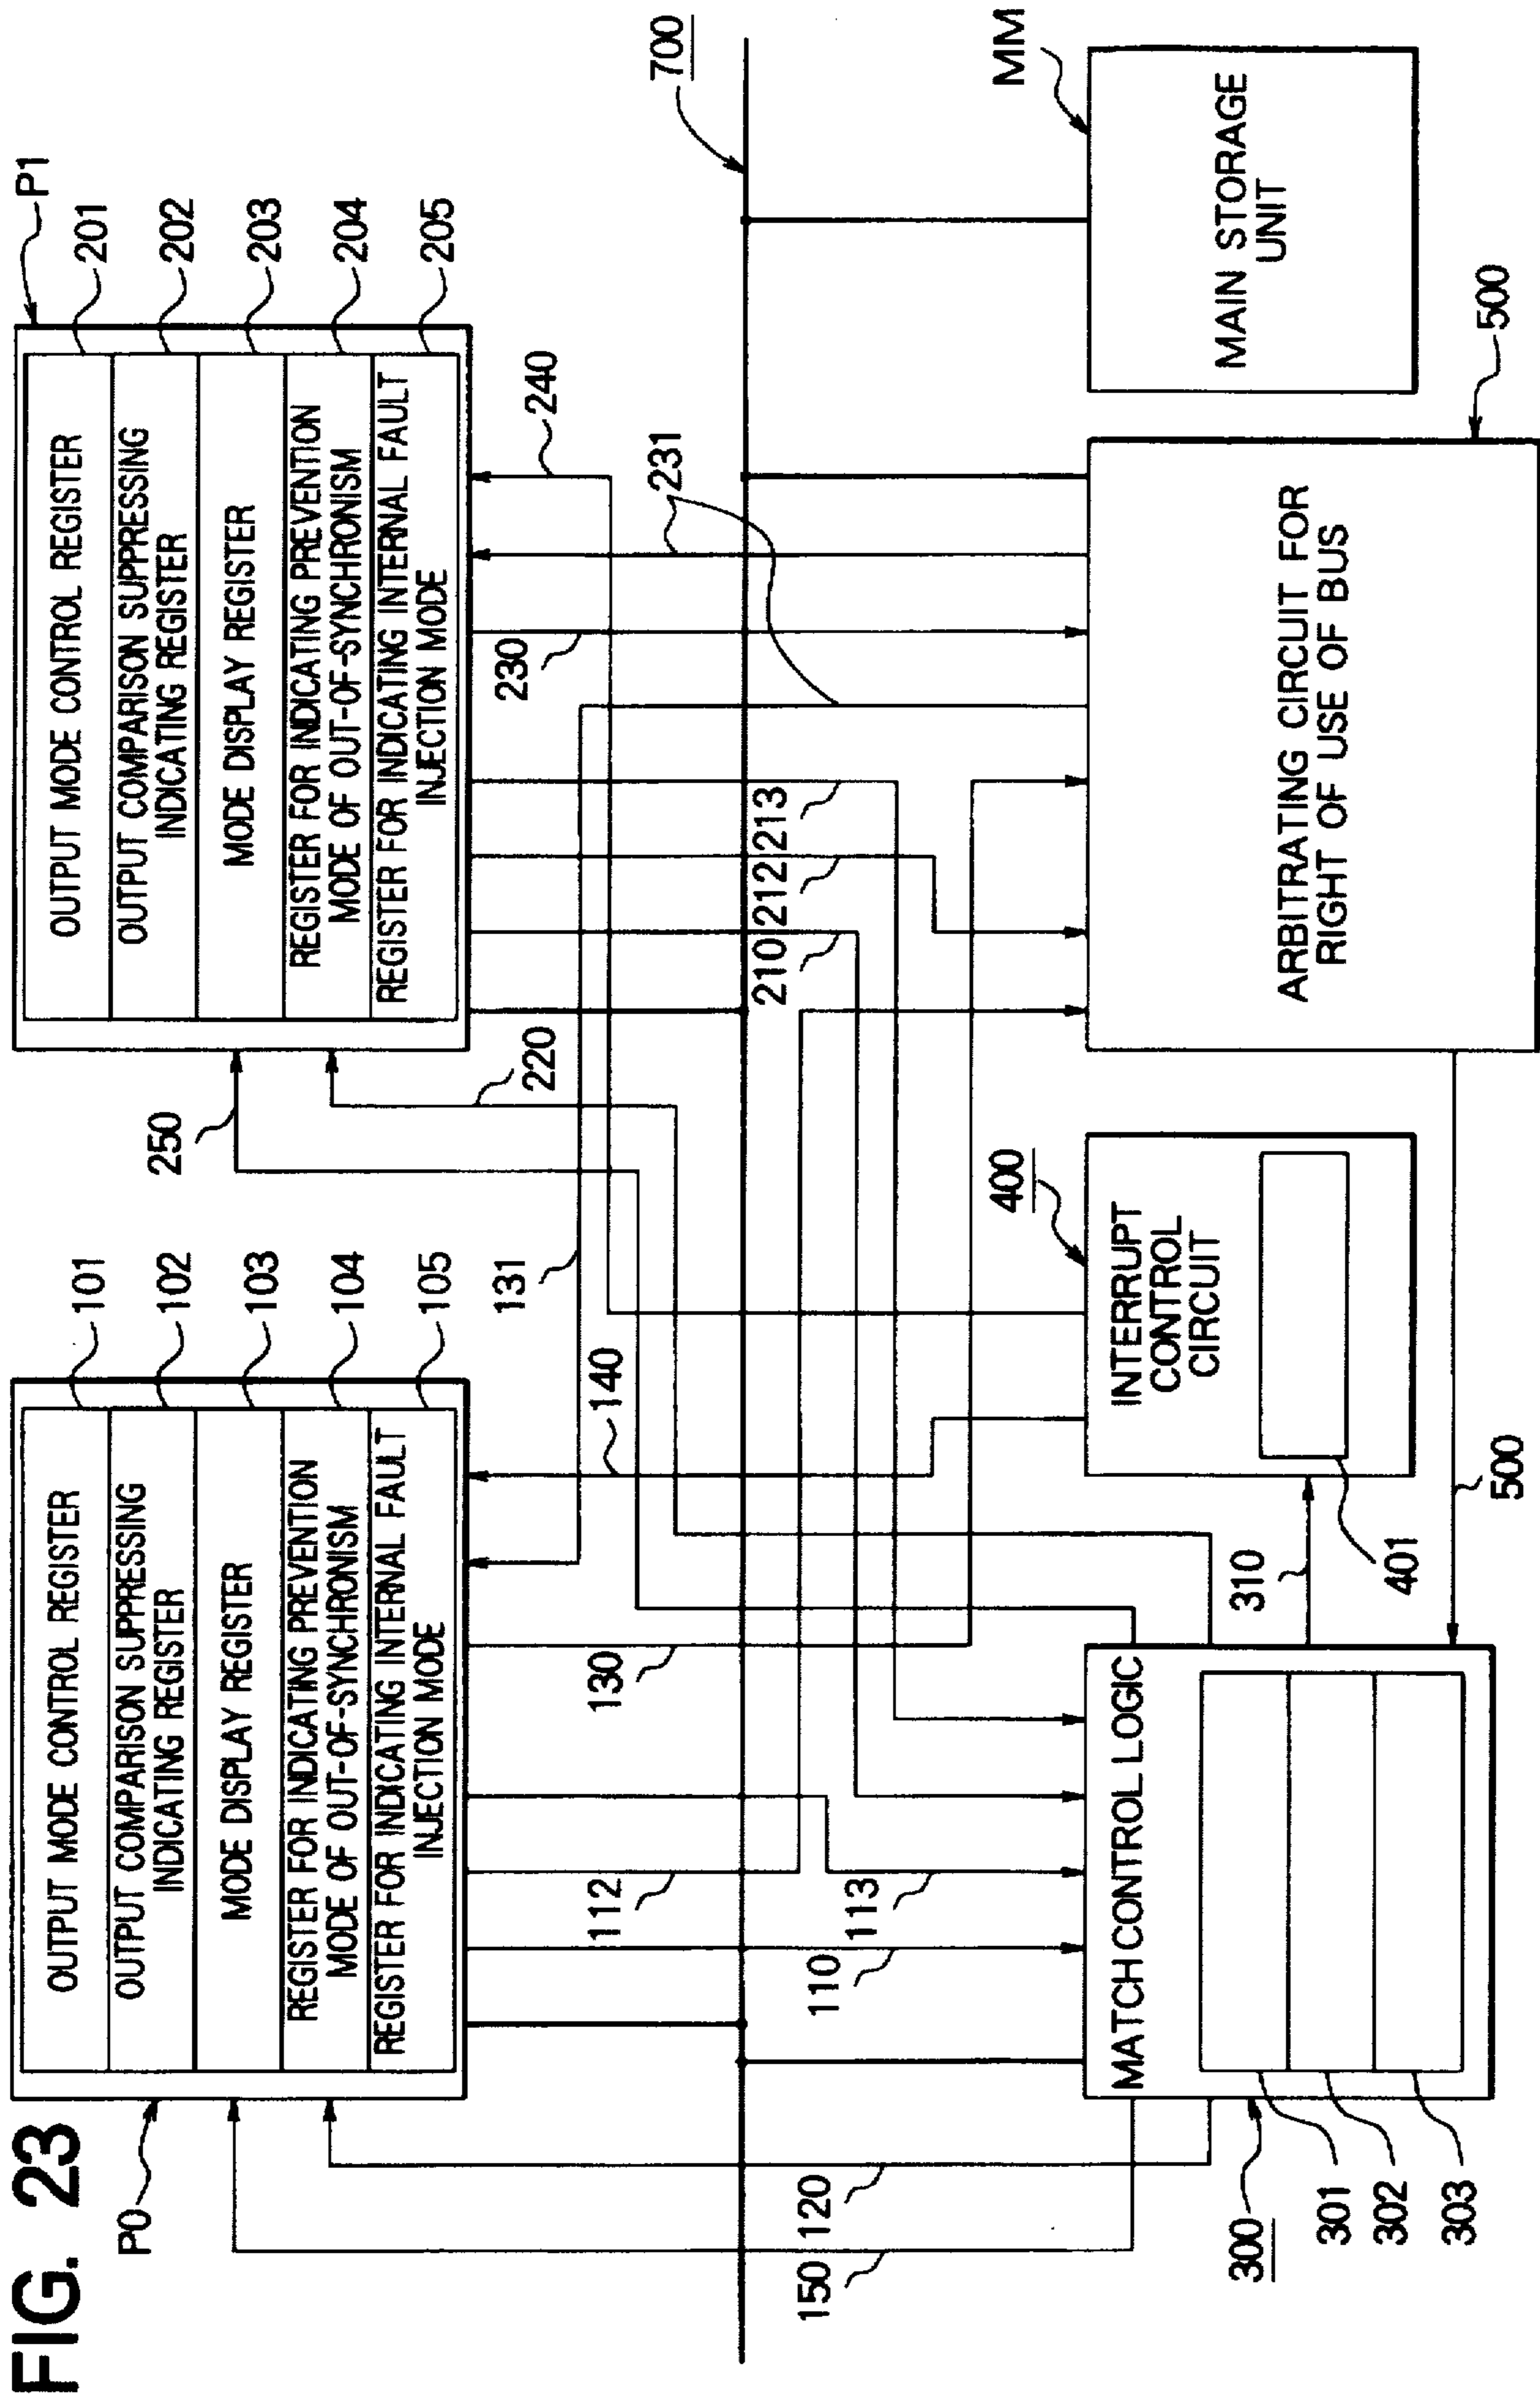 FIG. 23
P0
OUTPUT MODE CONTROL REGISTER
OUTPUT COMPARISON SUPPRESSING
INDICATING REGISTER
MODE DISPLAY REGISTER
REGISTER FOR INDICATING PREVENTION
MODE OF OUT-OF-SYNCHRONISM
REGISTER FOR INDICATING INTERNAL FAULT
INJECTION MODE
101
102
103
104
105
P1
OUTPUT MODE CONTROL REGISTER
OUTPUT COMPARISON SUPPRESSING
INDICATING REGISTER
MODE DISPLAY REGISTER
REGISTER FOR INDICATING PREVENTION
MODE OF OUT-OF-SYNCHRONISM
REGISTER FOR INDICATING INTERNAL FAULT
INJECTION MODE
201
202
203
204
205
250
220
131
140
240
230
231
700
130
112
110
113
210
212
213
150
120
MATCH CONTROL LOGIC
300
301
302
303
310
INTERRUPT
CONTROL
CIRCUIT
400
401
500
ARBITRATING CIRCUIT FOR
RIGHT OF USE OF BUS
500
MAIN STORAGE
UNIT
MM